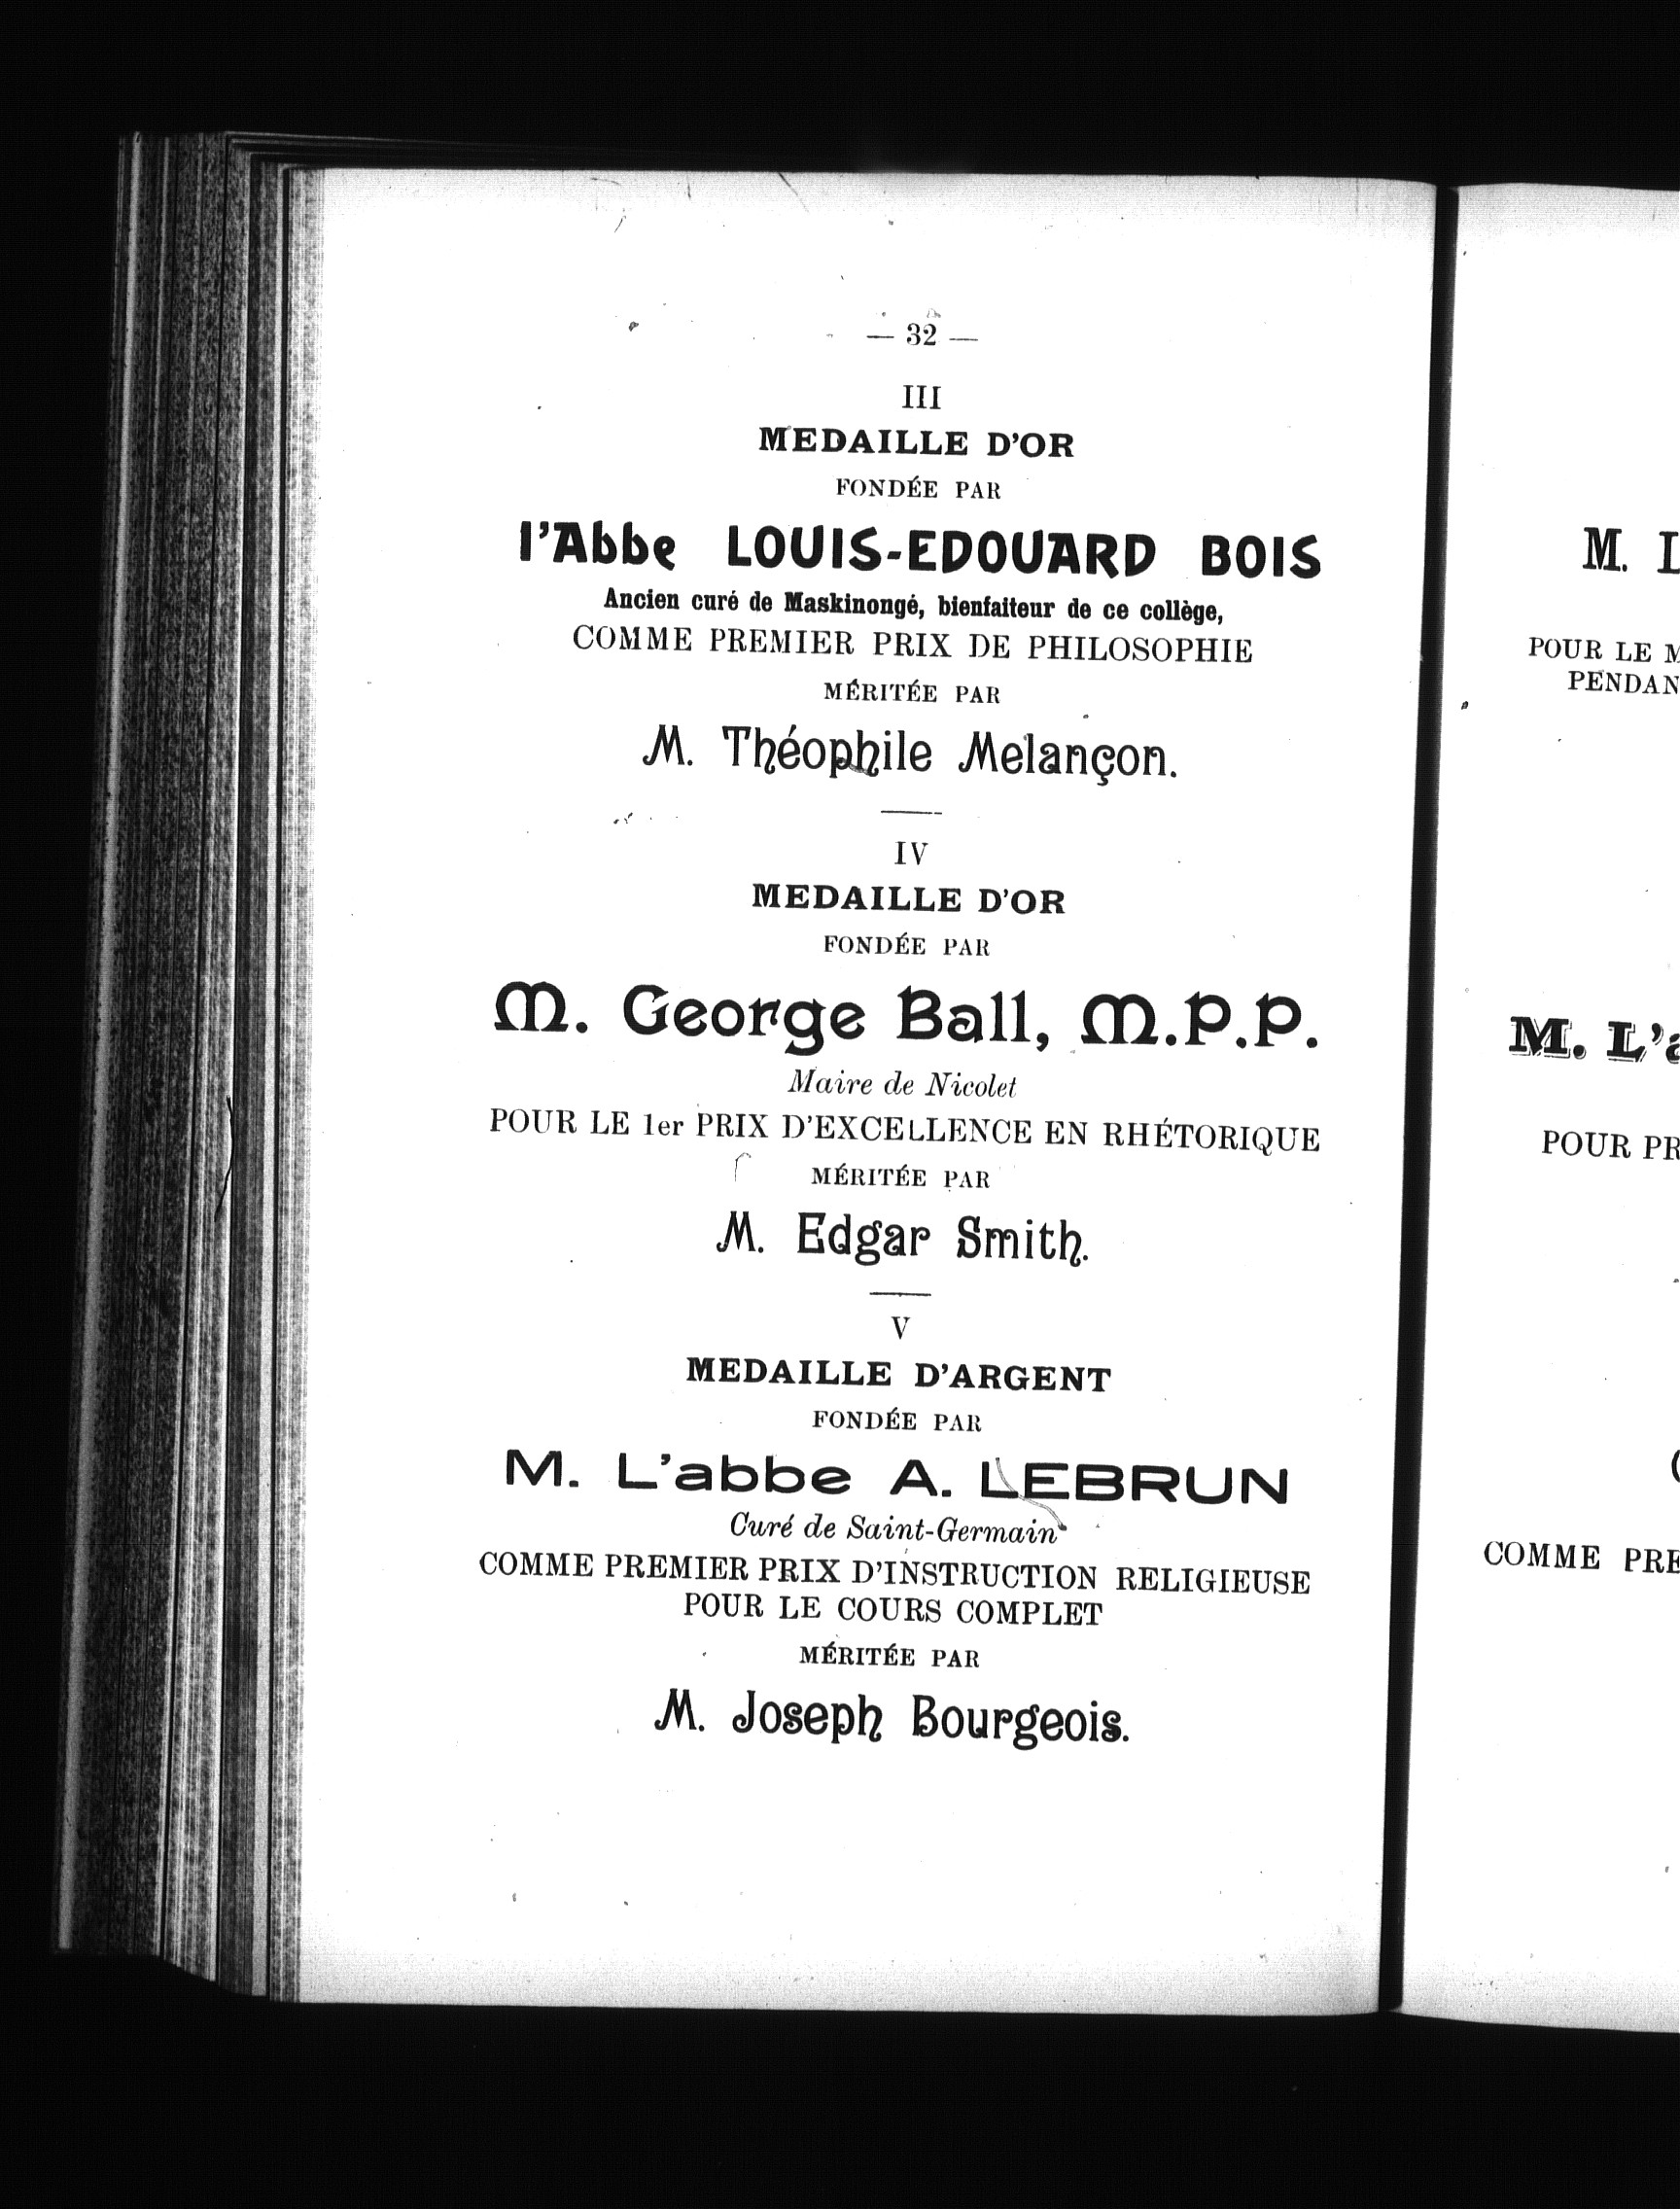 — 32 —
III
MEDAILLE D'OR
FONDÉE PAR
l'Abbe LOUIS-EDOUARD BOIS
Ancien curé de Maskinongé, bienfaiteur de ce collège,
COMME PREMIER PRIX DE PHILOSOPHIE
MÉRITÉE PAR
M. Théophile Melançon.
IV
MEDAILLE D'OR
FONDÉE PAR
M. George Ball, M.P.P.
Maire de Nicolet
POUR LE 1er PRIX D'EXCELLENCE EN RHÉTORIQUE
MÉRITÉE PAR
M. Edgar Smith.
V
MEDAILLE D'ARGENT
FONDÉE PAR
M. L'abbe A. LEBRUN
Curé de Saint-Germain
COMME PREMIER PRIX D'INSTRUCTION RELIGIEUSE
POUR LE COURS COMPLET
MÉRITÉE PAR
M. Joseph Bourgeois.
M.
POUR LE
M.
POUR
COMME